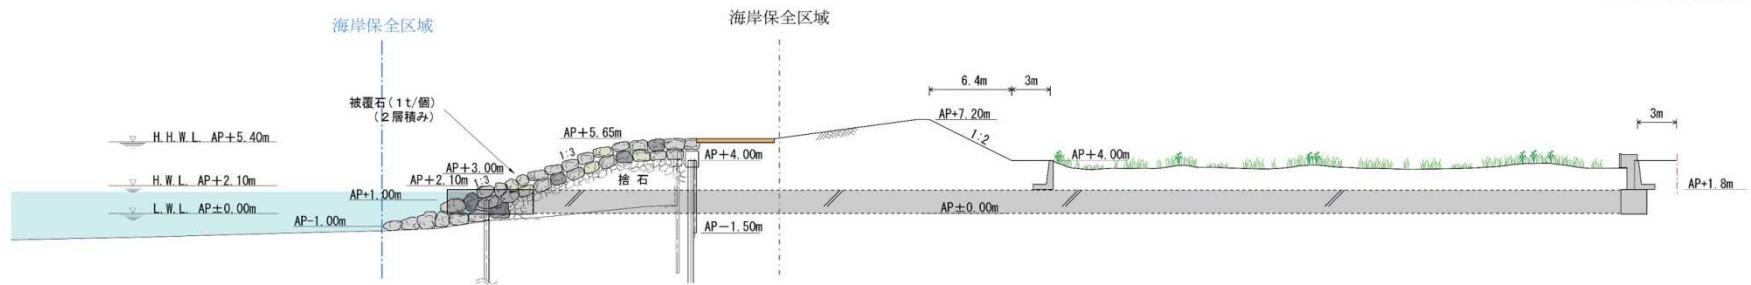 海岸保全区域
海岸保全区域
6.4m
3m
被覆石(1t/個)
(2層積み)
AP+7.20m
3m
H.H.W.L. AP+5.40m
AP+5.65m
1:2
1:3
AP+4.00m
AP+4.00m
AP+3.00m
H.W.L. AP+2.10m
AP+2.10m
1:3
捨石
AP+1.8m
AP+1.00m
L.W.L. AP±0.00m
AP±0.00m
AP-1.00m
AP-1.50m